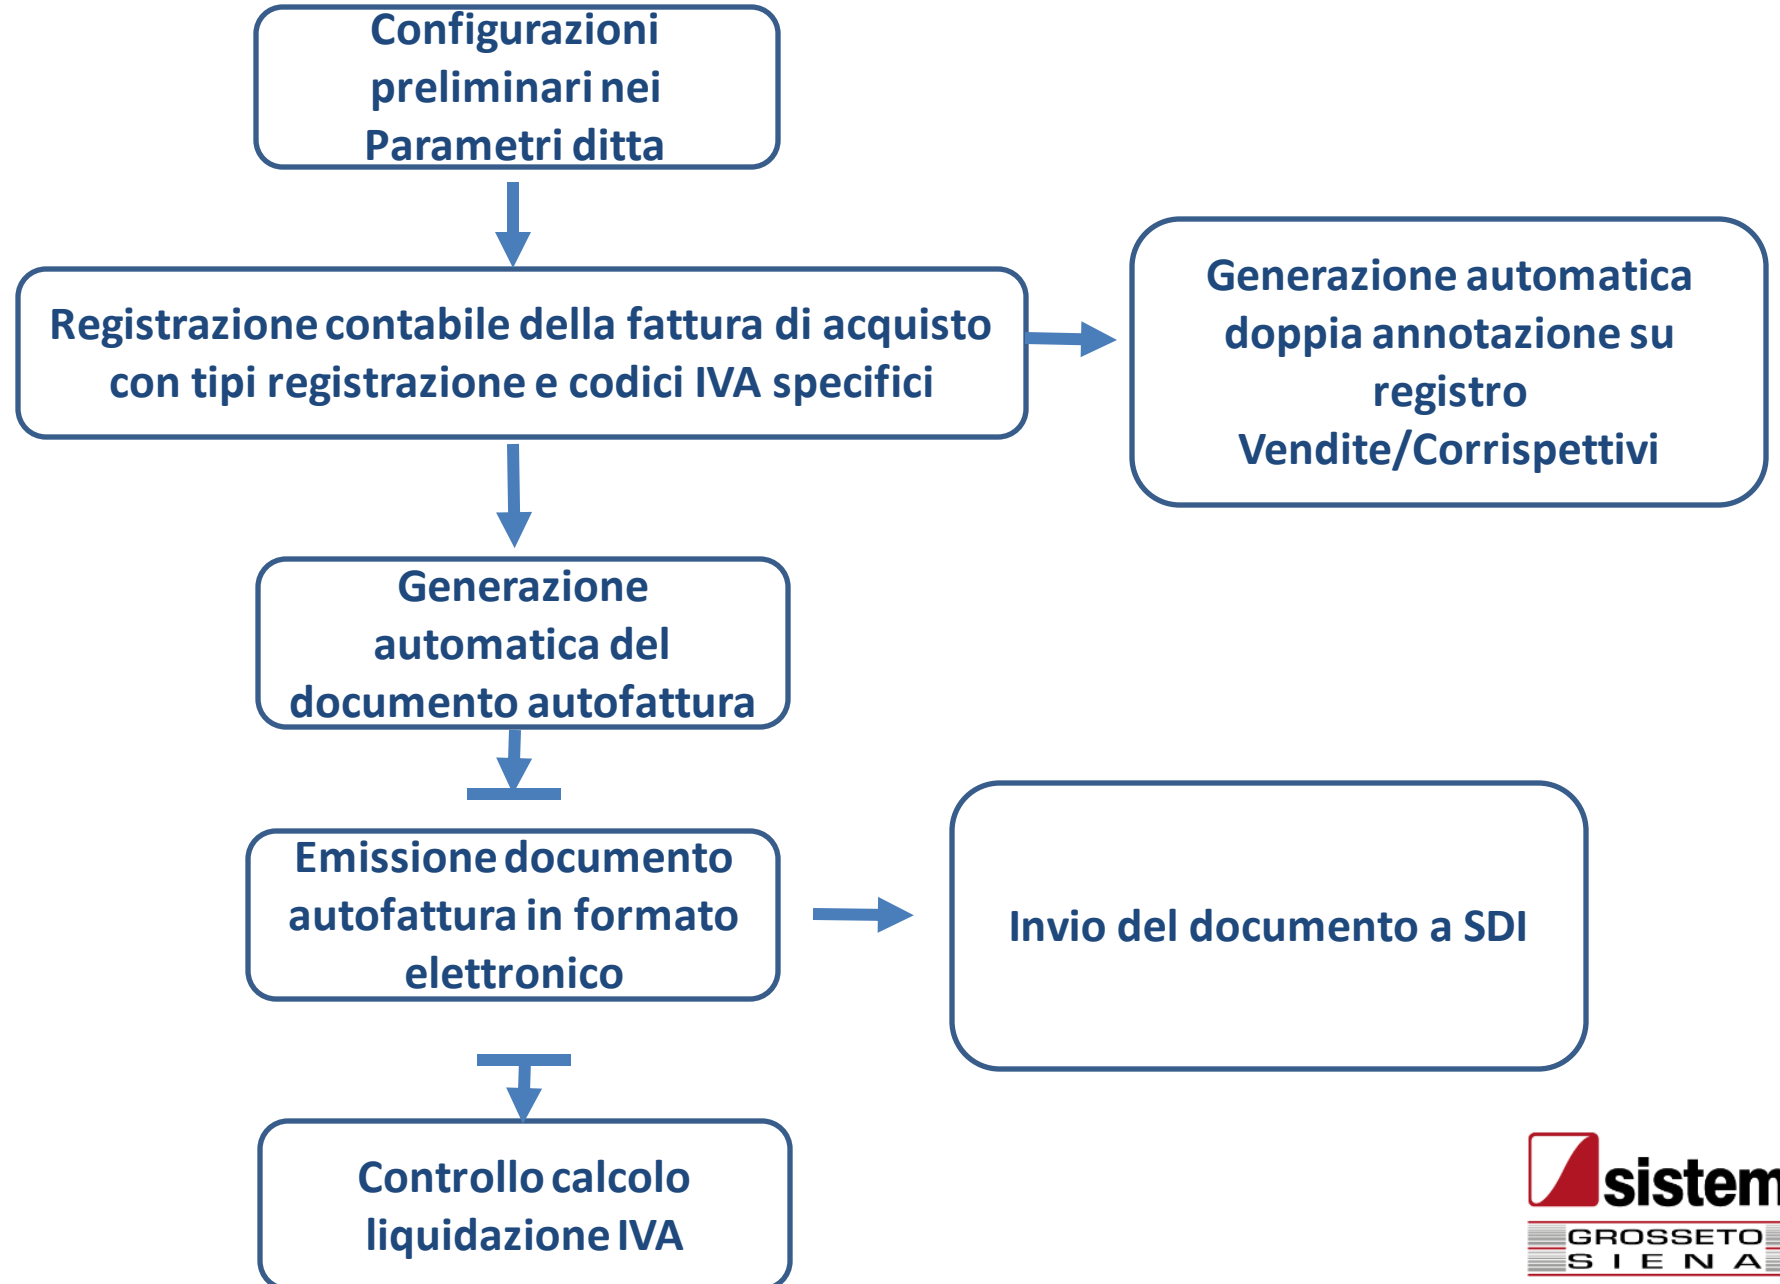 Configurazioni
preliminari nei
Parametri ditta
Registrazione contabile della fattura di acquisto
con tipi registrazione e codici IVA specifici
Generazione automatica
doppia annotazione su
registro
Vendite/Corrispettivi
Generazione
automatica del
documento autofattura
Emissione documento
autofattura in formato
elettronico
Invio del documento a SDI
Controllo calcolo
liquidazione IVA
sistem
GROSSETO
SIENA